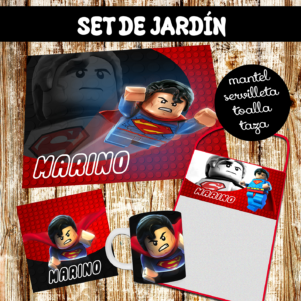 SET DE JARDÍN
mantel
servilleta
toalla
taza
MARINO
MARINO
MARINO